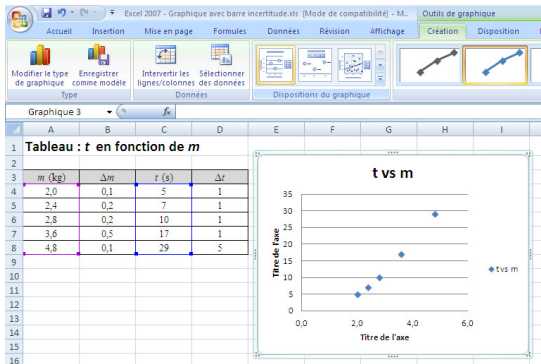 Excel 2007 - Graphique avec barre incertitude.xls [Mode de compatibilité] - M..
Outils de graphique
Accueil Insertion Mise en page Formules Données Révision Affichage Création Disposition
Modifier le type de graphique
Enregistrer comme modèle
Intervertir les lignes/colonnes
Sélectionner des données
Type Données Dispositions du graphique
Graphique 3 fx
A B C D E F G H I
1 Tableau : t en fonction de m
2
3 m (kg) Δm t (s) Δt
4 2,0 0,1 5 1
5 2,4 0,2 7 1
6 2,8 0,2 10 1
7 3,6 0,5 17 1
8 4,8 0,1 29 5
9
10
11
12
13
14
15
16
t vs m
35
30
25
20
15
10
5
0
0,0 2,0 4,0 6,0
Titre de l'axe
Titre de l'axe
t vs m